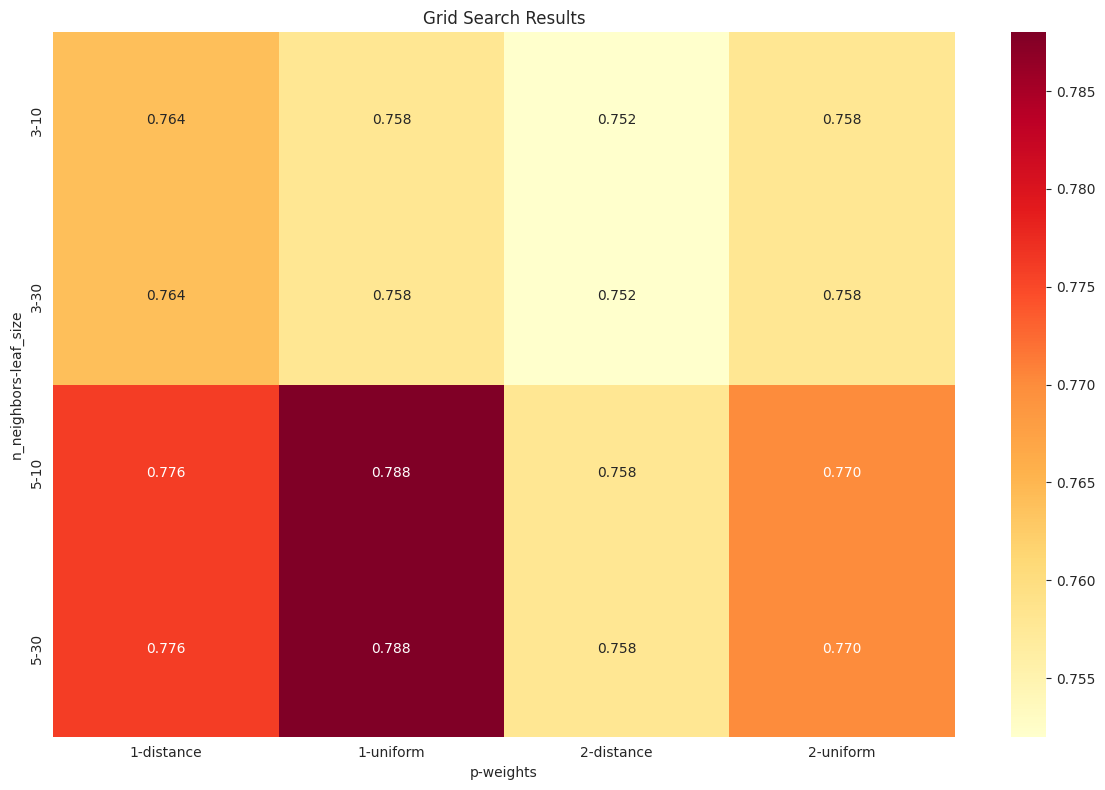 Grid Search Results
n_neighbors-leaf_size
3-10
0.764 0.758 0.752 0.758
3-30
0.764 0.758 0.752 0.758
5-10
0.776 0.788 0.758 0.770
5-30
0.776 0.788 0.758 0.770
1-distance 1-uniform 2-distance 2-uniform
p-weights
0.785
0.780
0.775
0.770
0.765
0.760
0.755